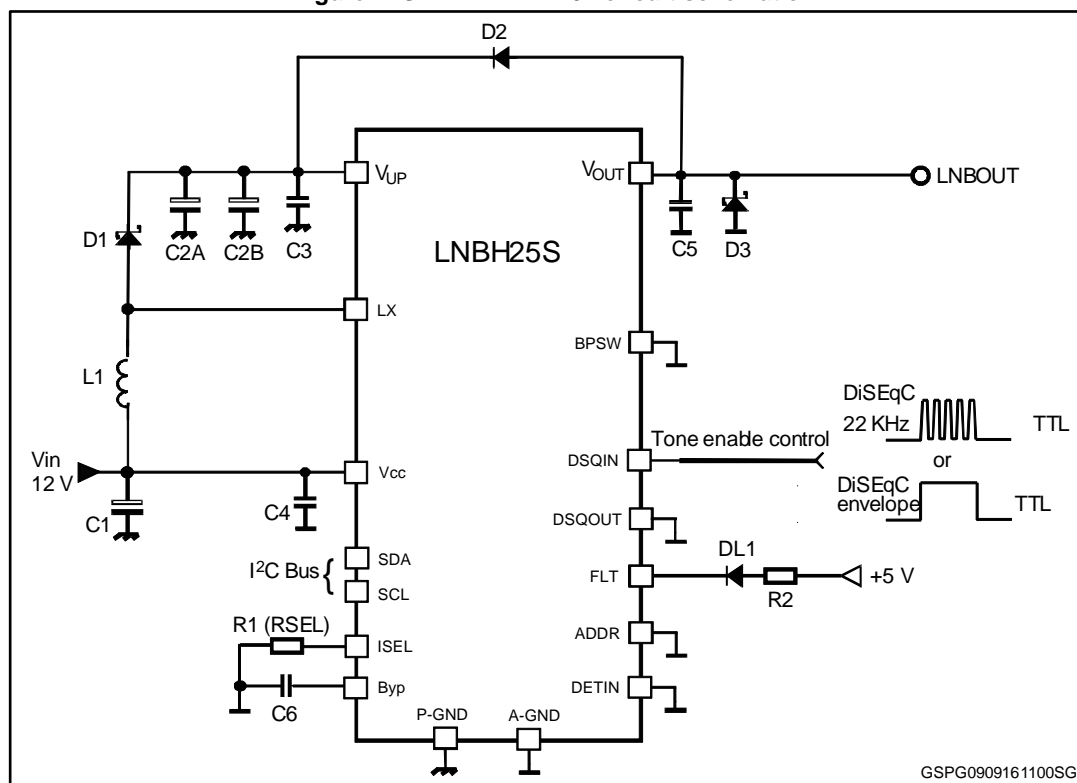 D2
VUP
VOUT
LNBOUT
D1
C2A
C2B
C3
C5
D3
LNBH25S
LX
BPSW
L1
DiSEqC
22 KHz
TTL
Tone enable control
DSQIN
or
Vin
12 V
Vcc
DiSEqC
envelope
TTL
C1
C4
DSQOUT
SDA
DL1
I²C Bus {
FLT
+5 V
SCL
R2
R1 (RSEL)
ISEL
ADDR
Byp
DETIN
C6
P-GND
A-GND
GSPG0909161100SG